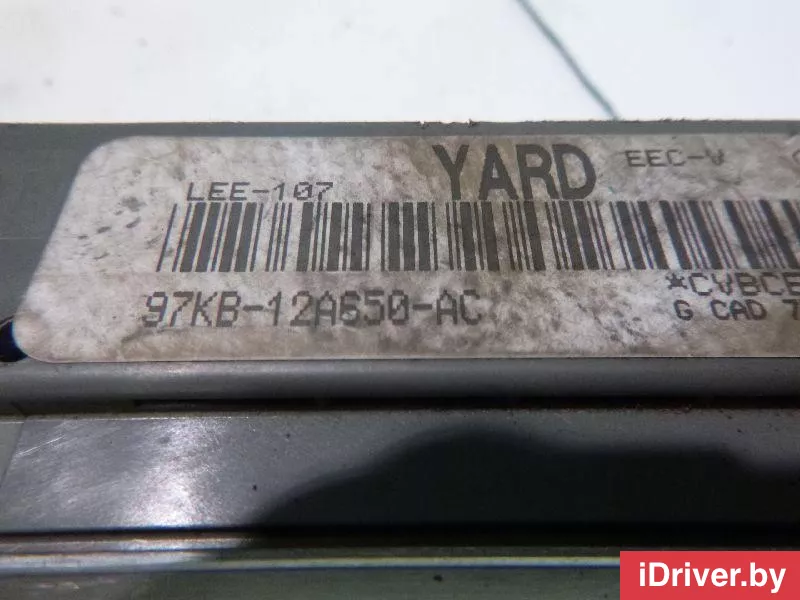 YARD EEC-V
LEE-107
97KB-12A650-AC
*CVBCE
G CAD 7
iDriver.by